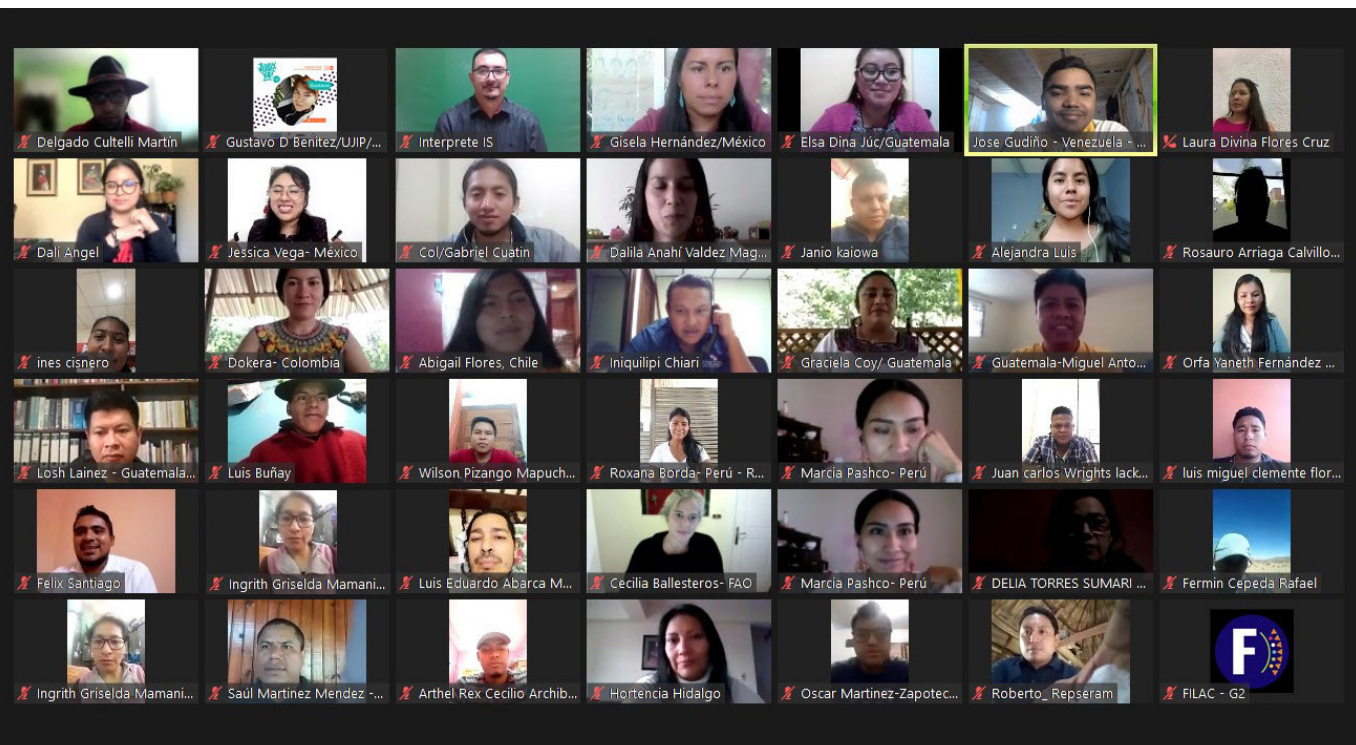 Delgado Cultelli Martín
Gustavo D Benitez/UJIP/...
Interprete IS
Gisela Hernández/México
Elsa Dina Júc/Guatemala
Jose Gudiño - Venezuela - ...
Laura Divina Flores Cruz
Dali Angel
Jessica Vega- México
Col/Gabriel Cuatin
Dalila Anahí Valdez Mag...
Janio kaiowa
Alejandra Luis
Rosauro Arriaga Calvillo...
ines cisnero
Dokera- Colombia
Abigail Flores, Chile
Iniquilipi Chiari
Graciela Coy/ Guatemala
Guatemala-Miguel Anto...
Orfa Yaneth Fernández ...
Losh Lainez - Guatemala...
Luis Buñay
Wilson Pizango Mapuch...
Roxana Borda- Perú - R...
Marcia Pashco- Perú
Juan carlos Wrights lack...
luis miguel clemente flor...
Felix Santiago
Ingrith Griselda Mamani...
Luis Eduardo Abarca M...
Cecilia Ballesteros- FAO
Marcia Pashco- Perú
DELIA TORRES SUMARI ...
Fermin Cepeda Rafael
Ingrith Griselda Mamani...
Saúl Martinez Mendez -...
Arthel Rex Cecilio Archib...
Hortencia Hidalgo
Oscar Martinez-Zapotec...
Roberto_ Repseram
F
FILAC - G2